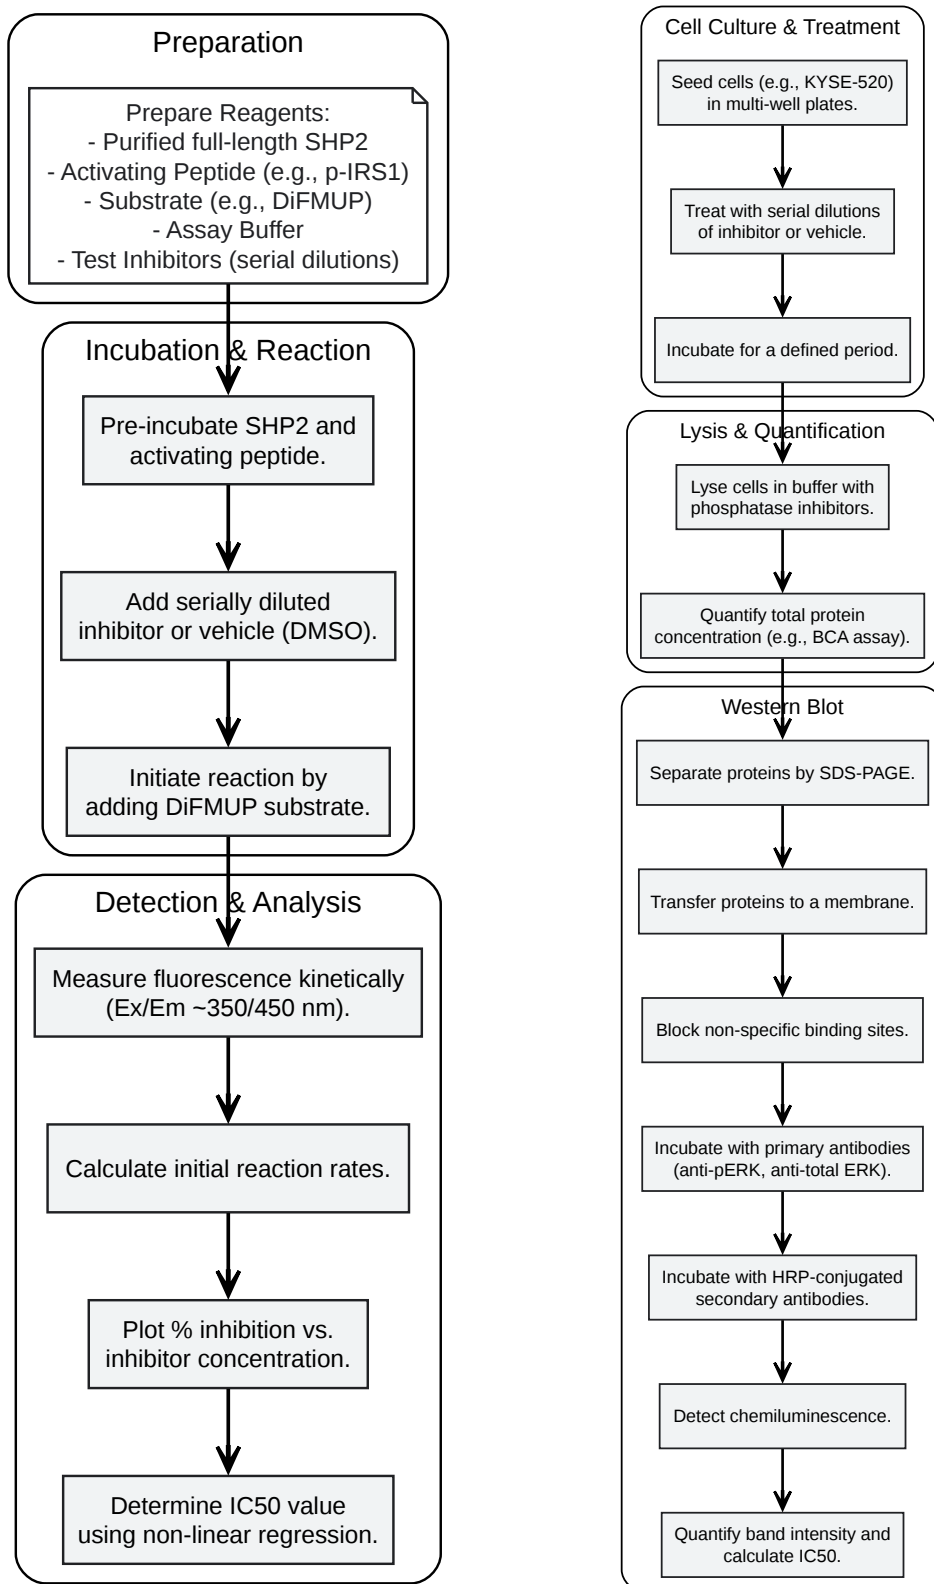 Preparation
Prepare Reagents:
- Purified full-length SHP2
- Activating Peptide (e.g., p-IRS1)
- Substrate (e.g., DiFMUP)
- Assay Buffer
- Test Inhibitors (serial dilutions)
Incubation & Reaction
Pre-incubate SHP2 and
activating peptide.
Add serially diluted
inhibitor or vehicle (DMSO).
Initiate reaction by
adding DiFMUP substrate.
Detection & Analysis
Measure fluorescence kinetically
(Ex/Em ~350/450 nm).
Calculate initial reaction rates.
Plot % inhibition vs.
inhibitor concentration.
Determine IC50 value
using non-linear regression.
Cell Culture & Treatment
Seed cells (e.g., KYSE-520)
in multi-well plates.
Treat with serial dilutions
of inhibitor or vehicle.
Incubate for a defined period.
Lysis & Quantification
Lyse cells in buffer with
phosphatase inhibitors.
Quantify total protein
concentration (e.g., BCA assay).
Western Blot
Separate proteins by SDS-PAGE.
Transfer proteins to a membrane.
Block non-specific binding sites.
Incubate with primary antibodies
(anti-pERK, anti-total ERK).
Incubate with HRP-conjugated
secondary antibodies.
Detect chemiluminescence.
Quantify band intensity and
calculate IC50.